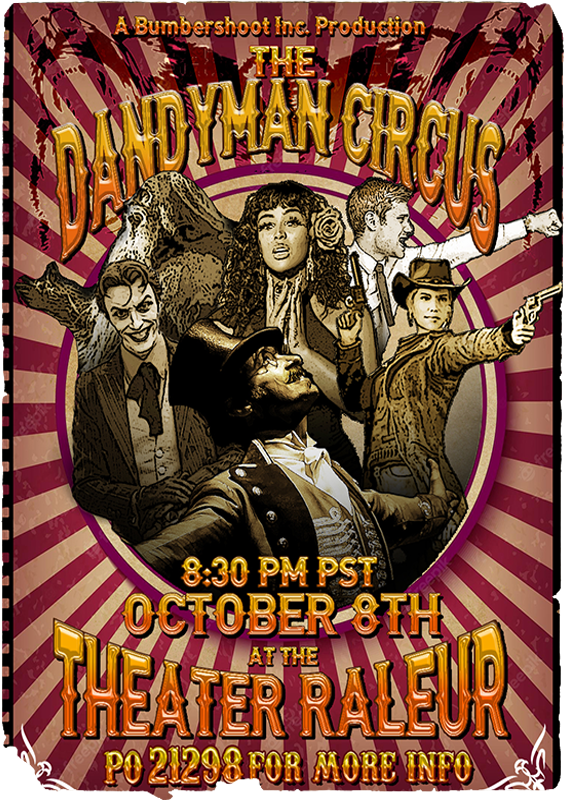 A Bumbershoot Inc. Production
THE
DANDYMAN CIRCUS
8:30 PM PST
OCTOBER 8TH
AT THE
THEATER RALEUR
PO 21298 FOR MORE INFO